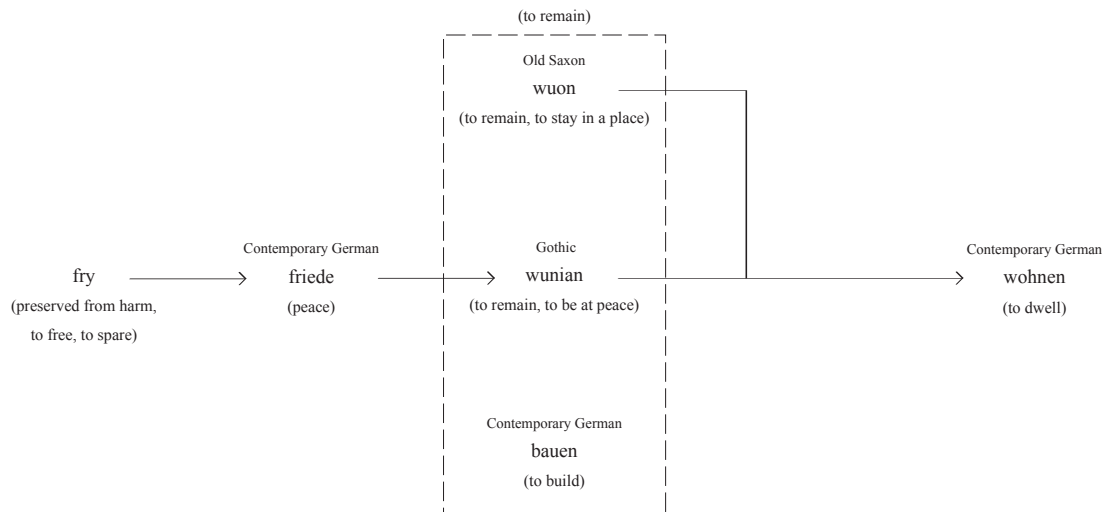 (to remain)
Old Saxon
wuon
(to remain, to stay in a place)
Contemporary German
Gothic
Contemporary German
fry
friede
wunian
wohnen
(preserved from harm,
to free, to spare)
(peace)
(to remain, to be at peace)
(to dwell)
Contemporary German
bauen
(to build)